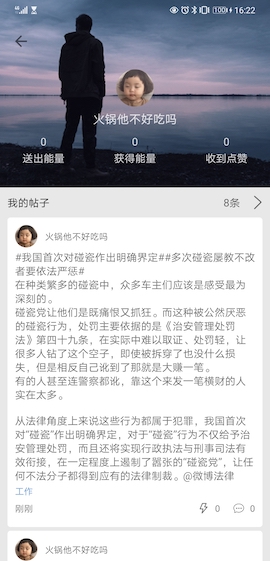 100 16:22
火锅他不好吃吗
0 0 0
送出能量 获得能量 收到点赞
我的帖子 8条
火锅他不好吃吗
#我国首次对碰瓷作出明确界定##多次碰瓷屡教不改
者要依法严惩#
在种类繁多的碰瓷中，众多车主们应该是感受最为
深刻的。
碰瓷党让他们是既痛恨又抓狂。而这种被公然厌恶
的碰瓷行为，处罚主要依据的是《治安管理处罚
法》第四十九条，在实际中难以取证、处罚轻，让
很多人钻了这个空子，即使被拆穿了也没什么损
失，但是相反自己讹到了那就是大赚一笔。
有的人甚至连警察都讹，靠这个来发一笔横财的人
实在太多。
从法律角度上来说这些行为都属于犯罪，我国首次
对“碰瓷”作出明确界定，对于“碰瓷”行为不仅给予治
安管理处罚，而且还将实现行政执法与刑事司法有
效衔接，在一定程度上遏制了嚣张的“碰瓷党”，让任
何不法分子都得到应有的法律制裁。@微博法律
工作
刚刚 0 0
火锅他不好吃吗